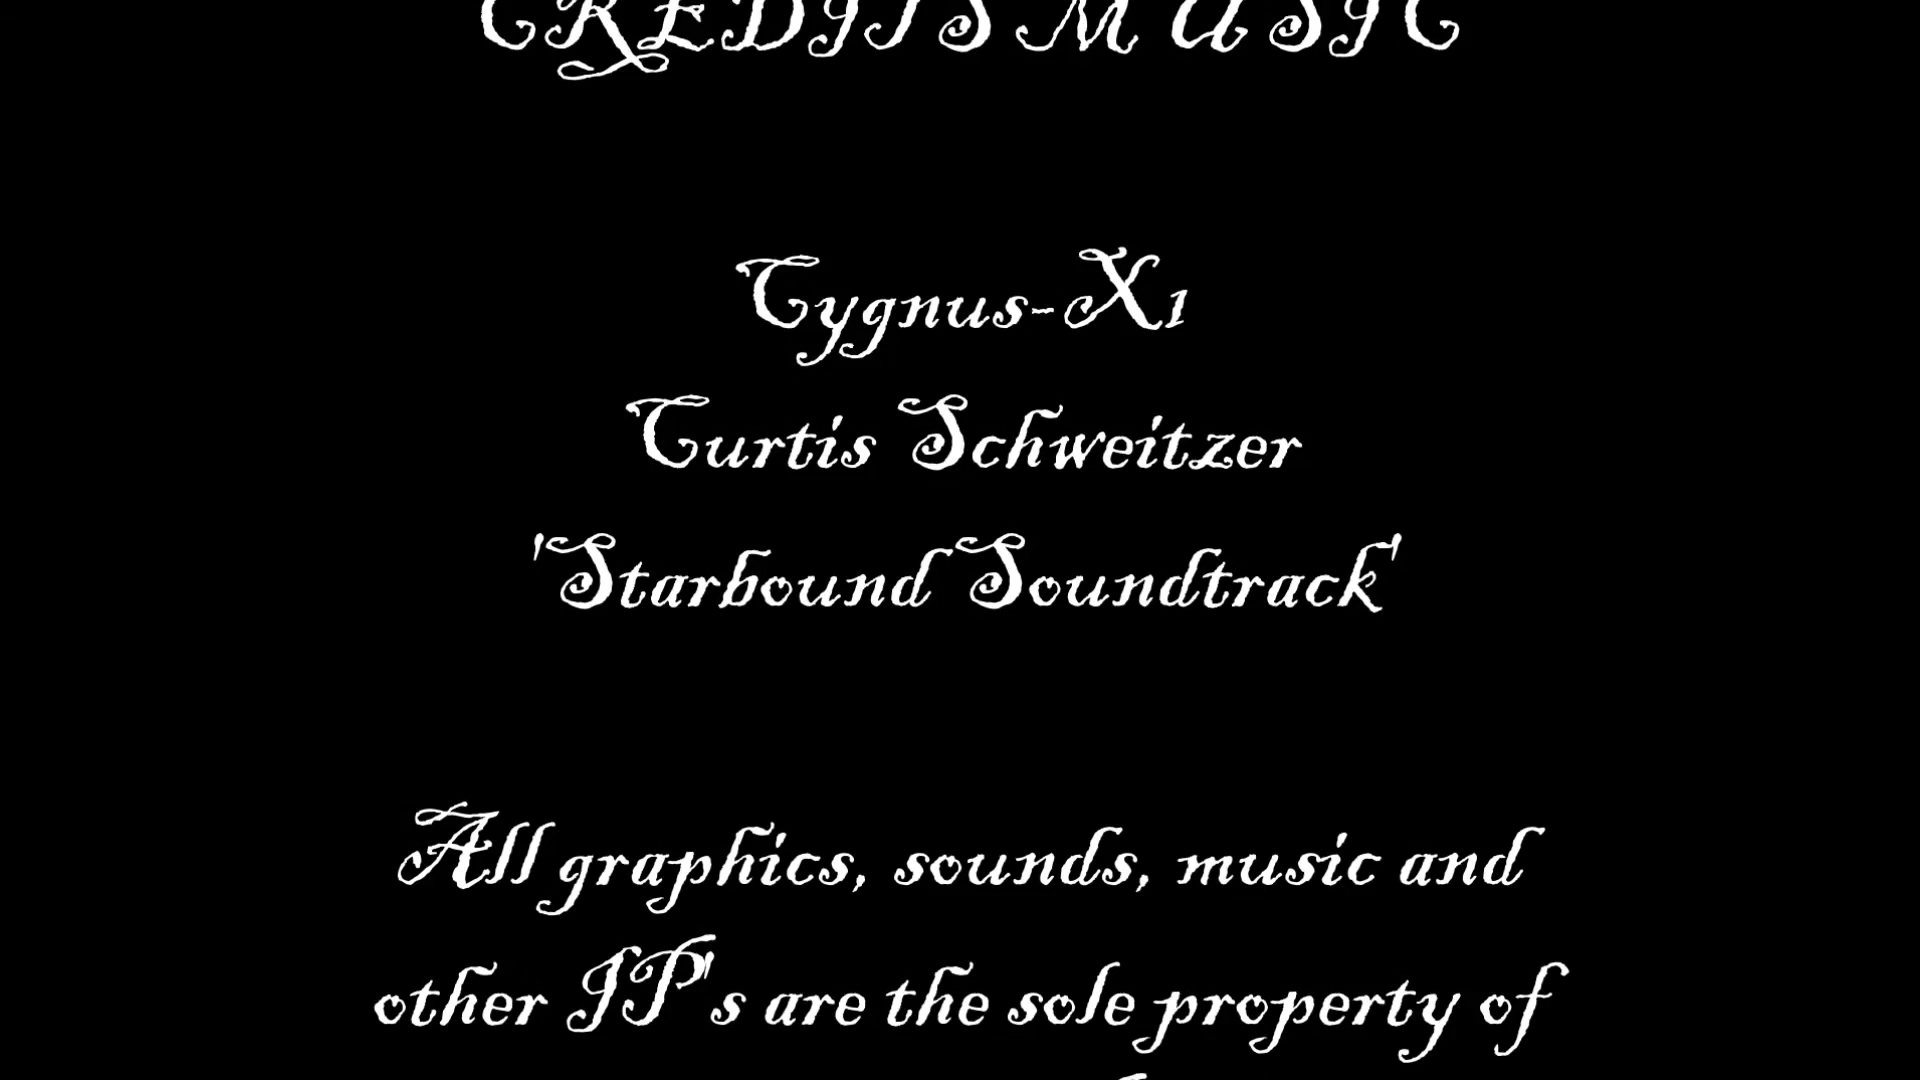 CREDITS MUSIC
Cygnus-X1
Curtis Schweitzer
'Starbound Soundtrack'
All graphics, sounds, music and
other IP's are the sole property of